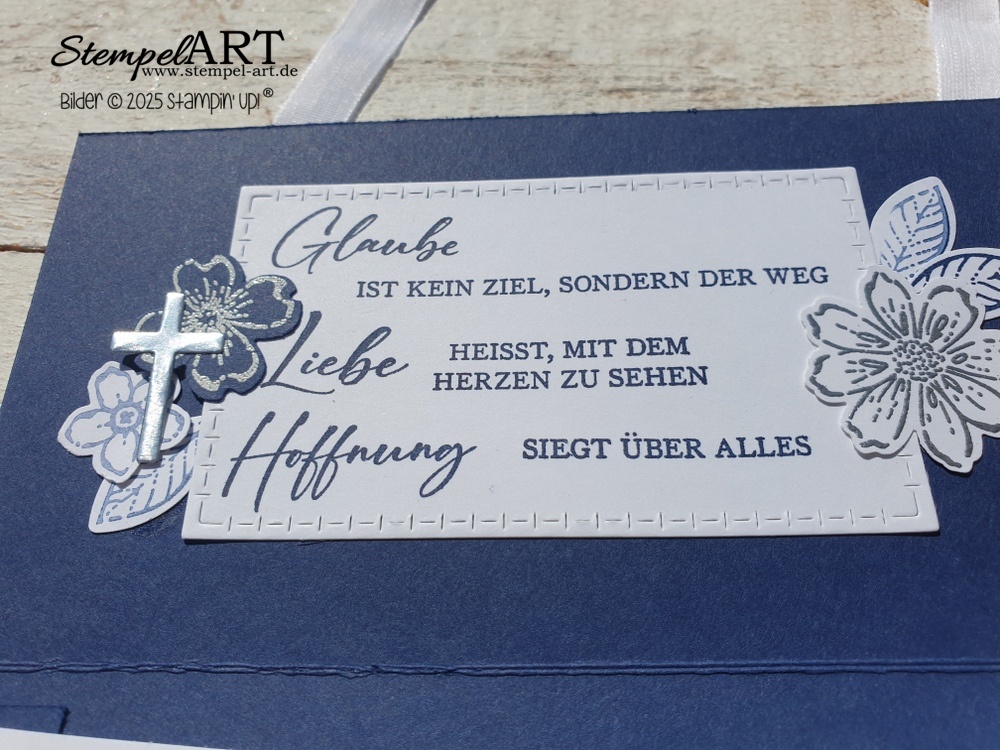 StempelART
www.stempel-art.de
Bilder © 2025 Stampin' Up! ®
Glaube
IST KEIN ZIEL, SONDERN DER WEG
Liebe HEISST, MIT DEM
HERZEN ZU SEHEN
Hoffnung SIEGT ÜBER ALLES